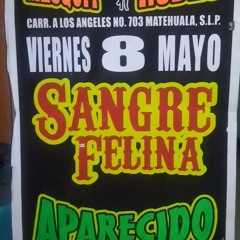 CARR. A LOS ANGELES NO. 703 MATEHUALA, S.L.P.
VIERNES 8 MAYO
SANGRE
FELINA
APARECIDO